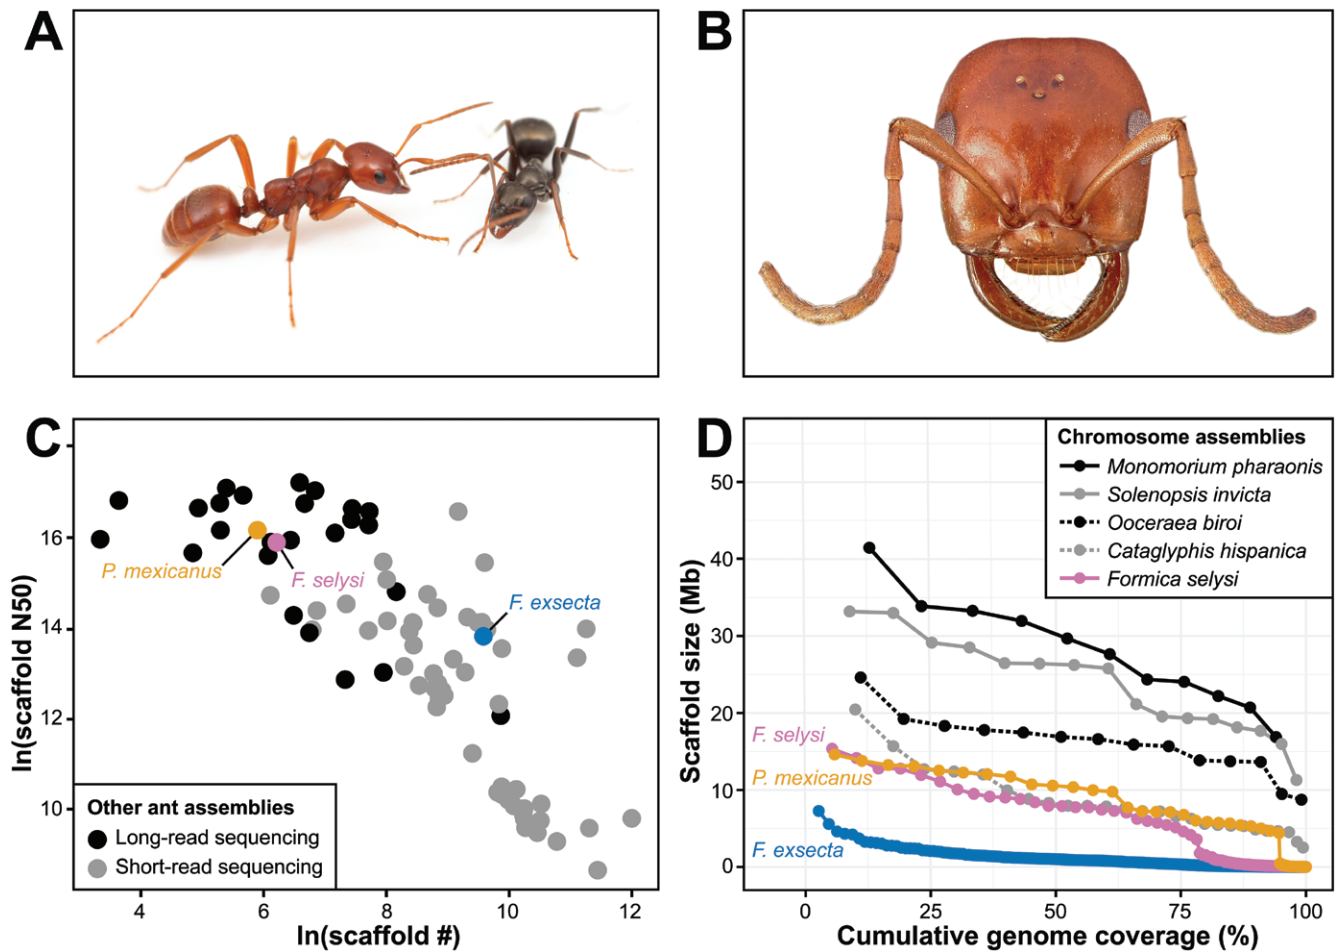 A
B
C
ln(scaffold N50)
16
14
12
10
P. mexicanus
F. selysi
F. exsecta
Other ant assemblies
Long-read sequencing
Short-read sequencing
4
6
8
10
12
ln(scaffold #)
D
Scaffold size (Mb)
50
40
30
20
10
0
Chromosome assemblies
Monomorium pharaonis
Solenopsis invicta
Ooceraea biroi
Cataglyphis hispanica
Formica selysi
F. selysi
P. mexicanus
F. exsecta
0
25
50
75
100
Cumulative genome coverage (%)